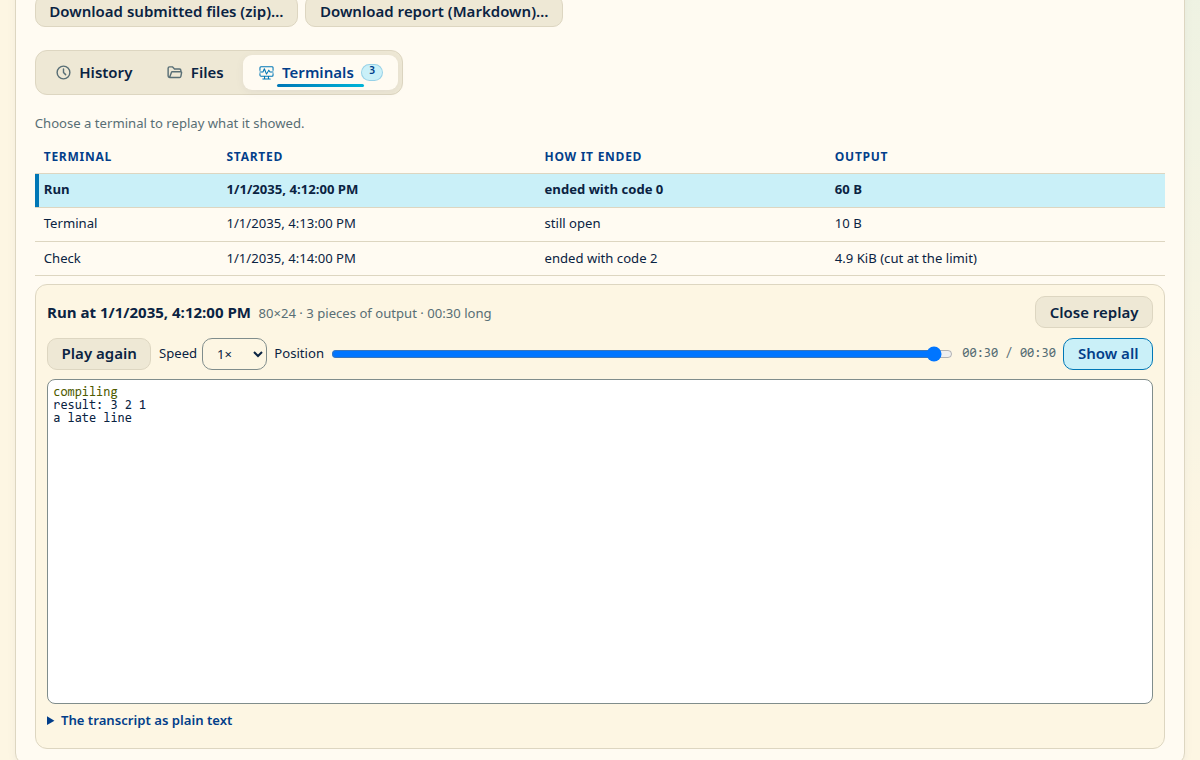 Download submitted files (zip)... Download report (Markdown)...
History Files Terminals 3
Choose a terminal to replay what it showed.
TERMINAL STARTED HOW IT ENDED OUTPUT
Run 1/1/2035, 4:12:00 PM ended with code 0 60 B
Terminal 1/1/2035, 4:13:00 PM still open 10 B
Check 1/1/2035, 4:14:00 PM ended with code 2 4.9 KiB (cut at the limit)
Run at 1/1/2035, 4:12:00 PM 80×24 · 3 pieces of output · 00:30 long Close replay
Play again Speed 1× Position 00:30 / 00:30 Show all
compiling
result: 3 2 1
a late line
The transcript as plain text